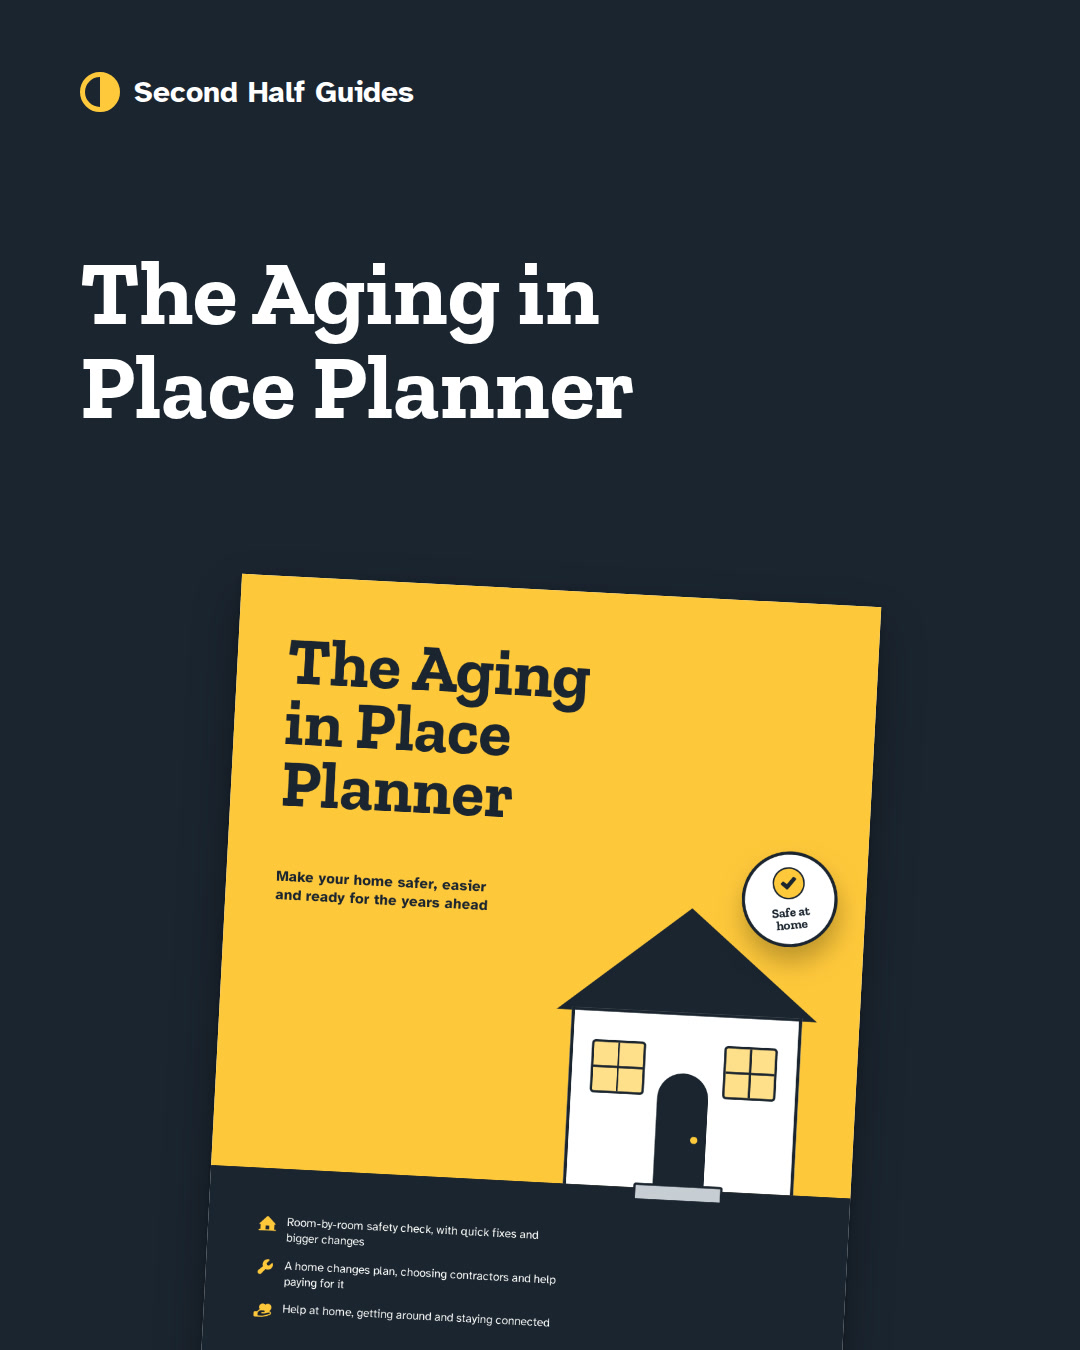 Second Half Guides
The Aging in
Place Planner
The Aging
in Place
Planner
Make your home safer, easier
and ready for the years ahead
Safe at
home
Room-by-room safety check, with quick fixes and
bigger changes
A home changes plan, choosing contractors and help
paying for it
Help at home, getting around and staying connected